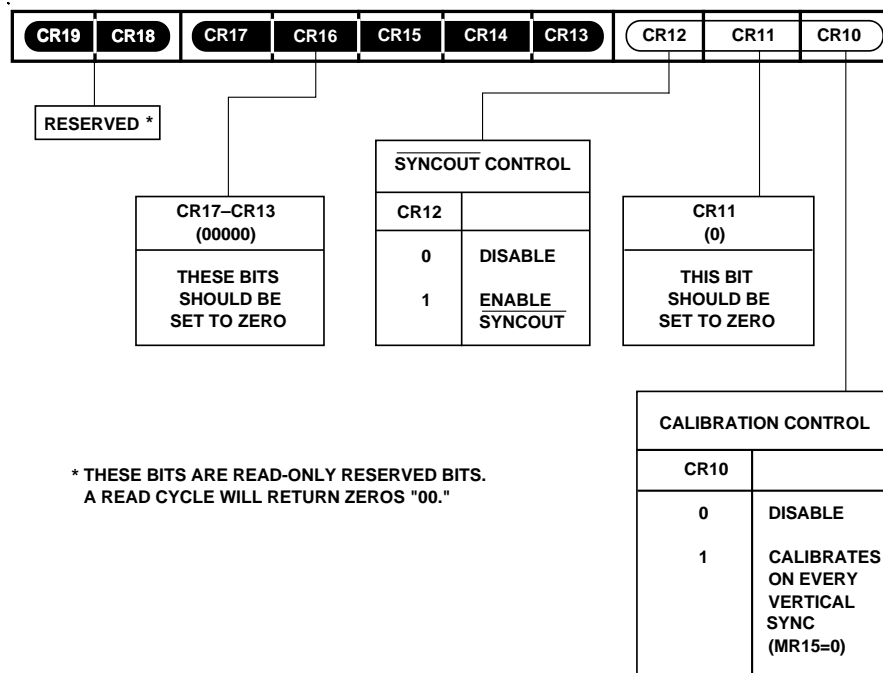 CR19 CR18 CR17 CR16 CR15 CR14 CR13 CR12 CR11 CR10
RESERVED *
CR17–CR13
(00000)
THESE BITS
SHOULD BE
SET TO ZERO
SYNCOUT CONTROL
CR12
0 DISABLE
1 ENABLE
SYNCOUT
CR11
(0)
THIS BIT
SHOULD BE
SET TO ZERO
CALIBRATION CONTROL
CR10
0 DISABLE
1 CALIBRATES
ON EVERY
VERTICAL
SYNC
(MR15=0)
* THESE BITS ARE READ-ONLY RESERVED BITS.
A READ CYCLE WILL RETURN ZEROS "00."